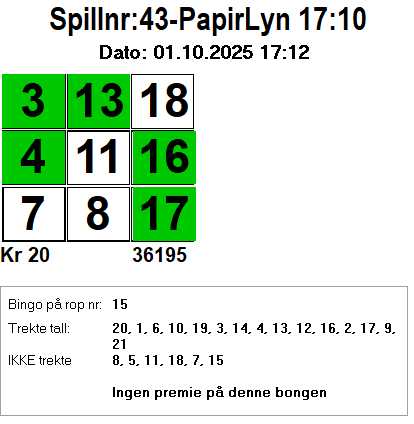 Spillnr:43-PapirLyn 17:10
Dato: 01.10.2025 17:12
3 13 18
4 11 16
7 8 17
Kr 20 36195
Bingo på rop nr: 15
Trekte tall: 20, 1, 6, 10, 19, 3, 14, 4, 13, 12, 16, 2, 17, 9,
21
IKKE trekte 8, 5, 11, 18, 7, 15
Ingen premie på denne bongen